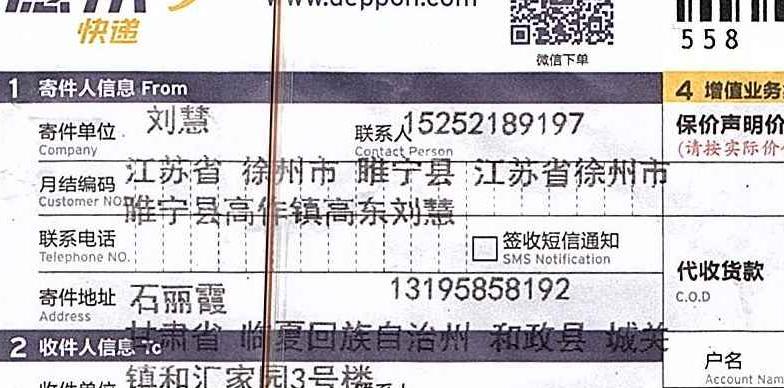 快递
www.deppon.com
微信下单
558
1 寄件人信息 From
4 增值业务
刘慧 15252189197
寄件单位 联系人
Company Contact Person
保价声明价
(请按实际价
江苏省 徐州市 睢宁县 江苏省徐州市
月结编码
Customer NO.
睢宁县高作镇高东刘慧
联系电话 签收短信通知
Telephone NO. SMS Notification
代收货款
C.O.D
石丽霞 13195858192
寄件地址
Address
甘肃省 临夏回族自治州 和政县 城关
2 收件人信息 To
镇和汇家园3号楼
户名
Account Nam